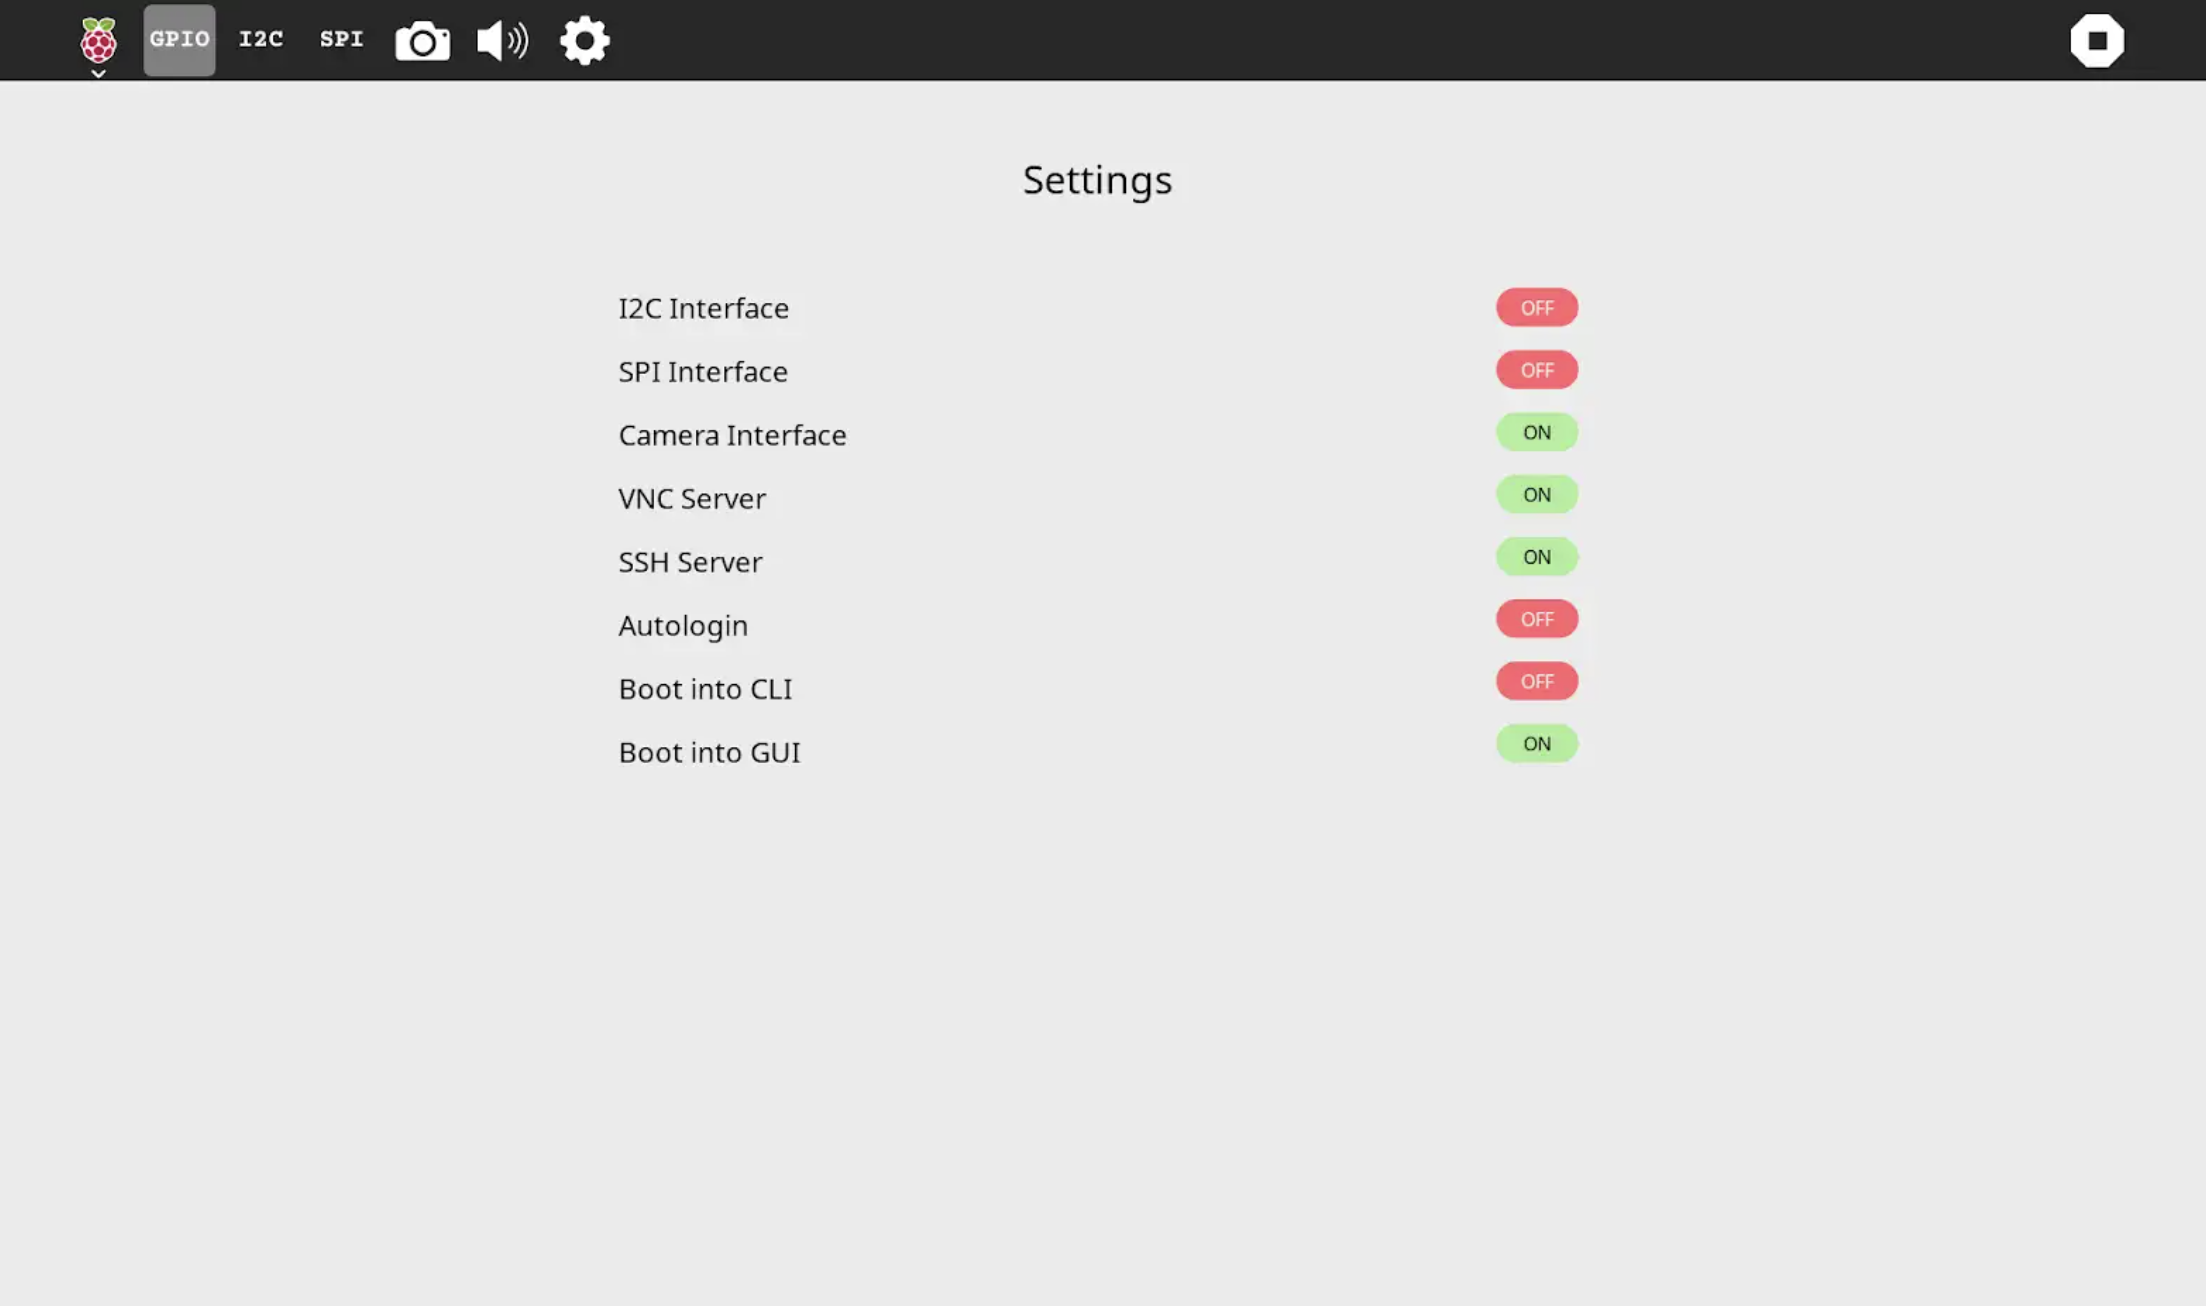 GPIO I2C SPI
Settings
I2C Interface OFF
SPI Interface OFF
Camera Interface ON
VNC Server ON
SSH Server ON
Autologin OFF
Boot into CLI OFF
Boot into GUI ON